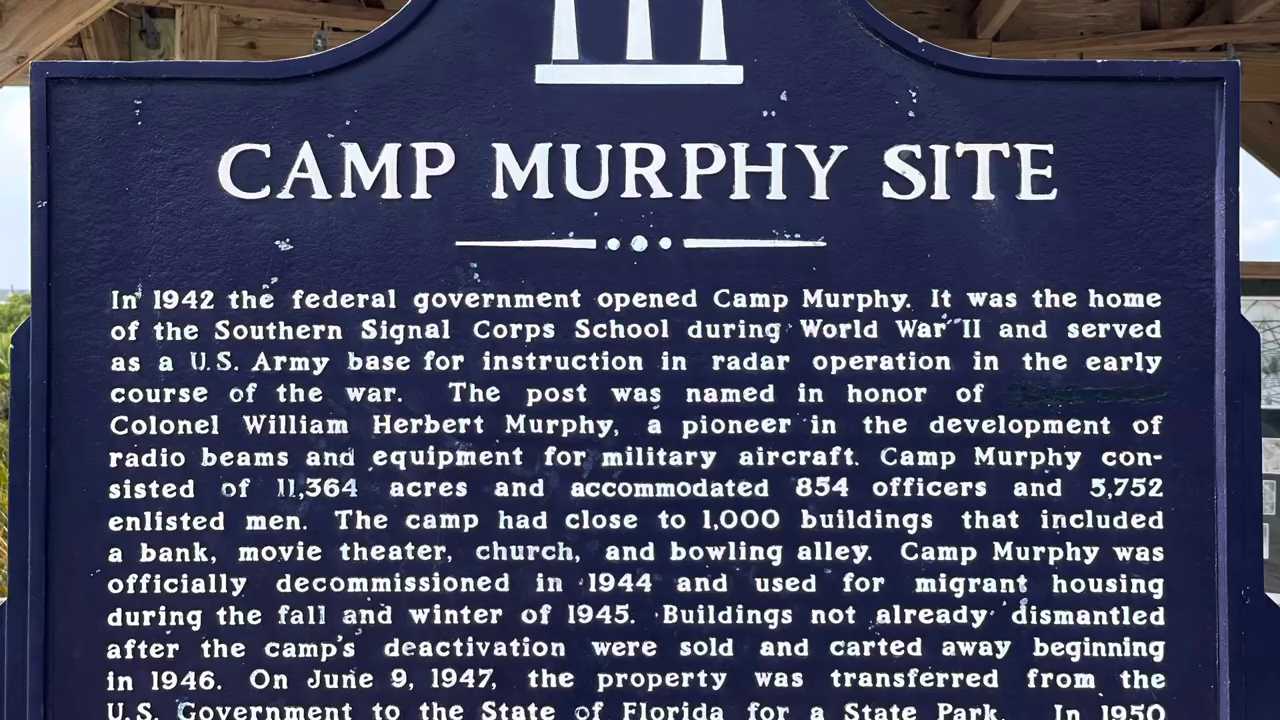 CAMP MURPHY SITE
In 1942 the federal government opened Camp Murphy. It was the home
of the Southern Signal Corps School during World War II and served
as a U.S. Army base for instruction in radar operation in the early
course of the war. The post was named in honor of
Colonel William Herbert Murphy, a pioneer in the development of
radio beams and equipment for military aircraft. Camp Murphy con-
sisted of 11,364 acres and accommodated 854 officers and 5,752
enlisted men. The camp had close to 1,000 buildings that included
a bank, movie theater, church, and bowling alley. Camp Murphy was
officially decommissioned in 1944 and used for migrant housing
during the fall and winter of 1945. Buildings not already dismantled
after the camp's deactivation were sold and carted away beginning
in 1946. On June 9, 1947, the property was transferred from the
U.S. Government to the State of Florida for a State Park. In 1950